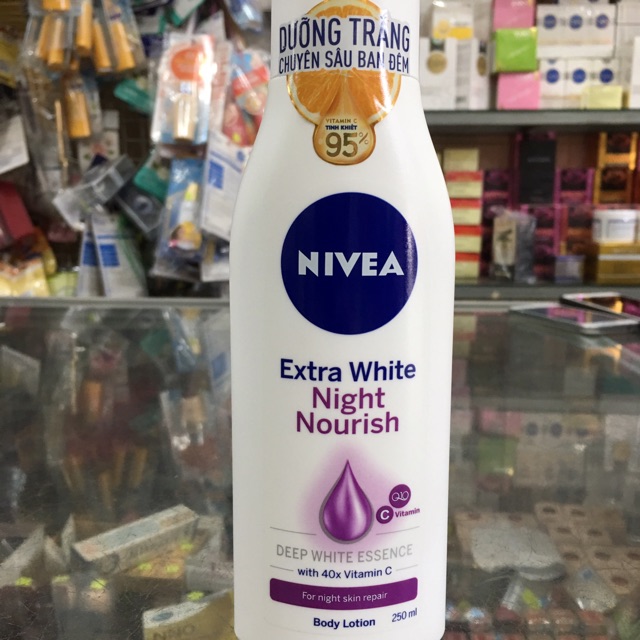 DƯỠNG TRẮNG
CHUYÊN SÂU BAN ĐÊM
VITAMIN C
TINH KHIẾT
95%
NIVEA
Extra White
Night
Nourish
Q10
C Vitamin
DEEP WHITE ESSENCE
with 40x Vitamin C
For night skin repair
Body Lotion 250 ml